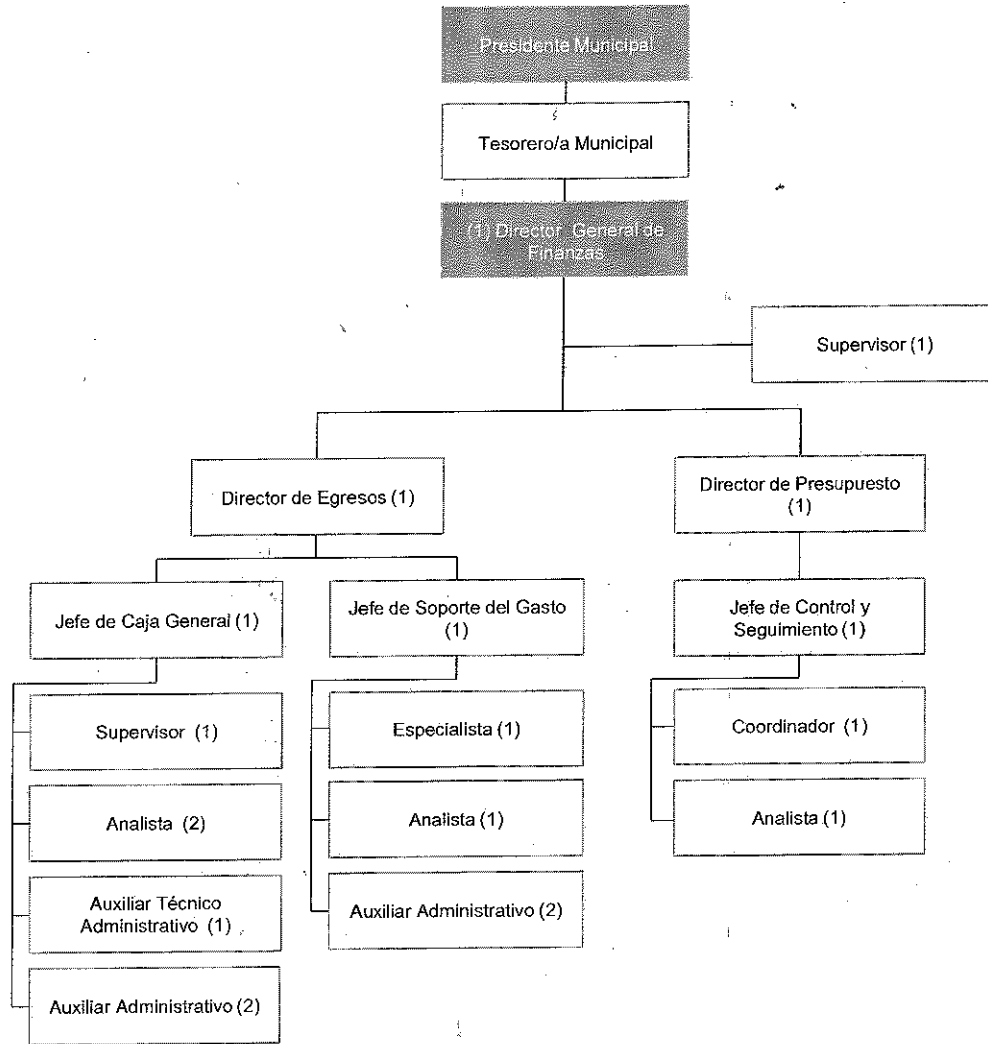 Presidente Municipal
Tesorero/a Municipal
(1) Director General de
Finanzas
Supervisor (1)
Director de Egresos (1)
Director de Presupuesto
(1)
Jefe de Caja General (1)
Jefe de Soporte del Gasto
(1)
Jefe de Control y
Seguimiento (1)
Supervisor (1)
Analista (2)
Auxiliar Técnico
Administrativo (1)
Auxiliar Administrativo (2)
Especialista (1)
Analista (1)
Auxiliar Administrativo (2)
Coordinador (1)
Analista (1)